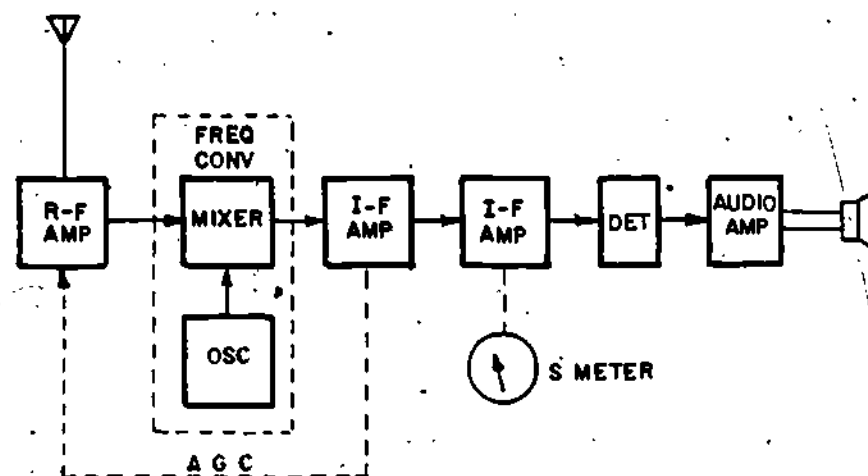 FREQ
CONV
R-F
AMP
MIXER
I-F
AMP
I-F
AMP
DET
AUDIO
AMP
OSC
S METER
A G C